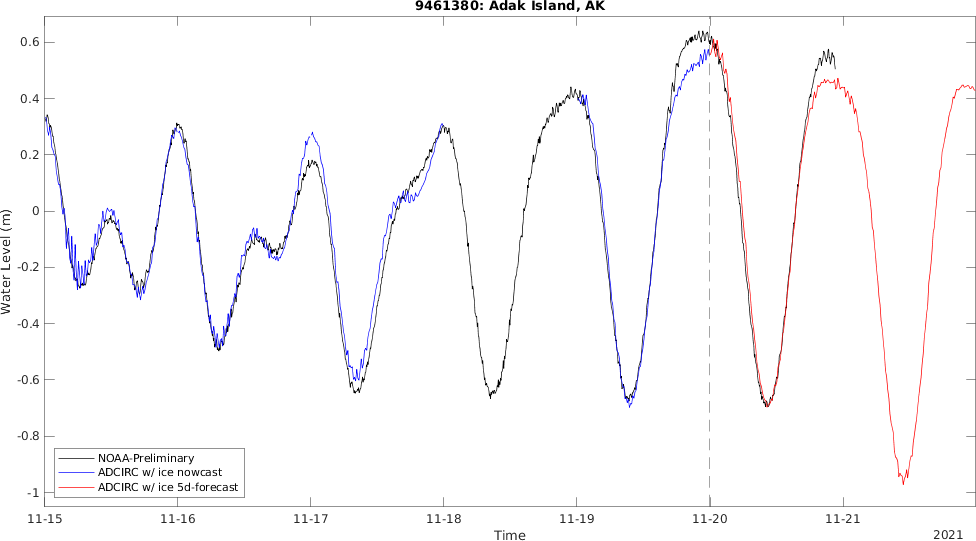 9461380: Adak Island, AK
Water Level (m)
0.6
0.4
0.2
0
-0.2
-0.4
-0.6
-0.8
-1
NOAA-Preliminary
ADCIRC w/ ice nowcast
ADCIRC w/ ice 5d-forecast
11-15 11-16 11-17 11-18 11-19 11-20 11-21
Time
2021